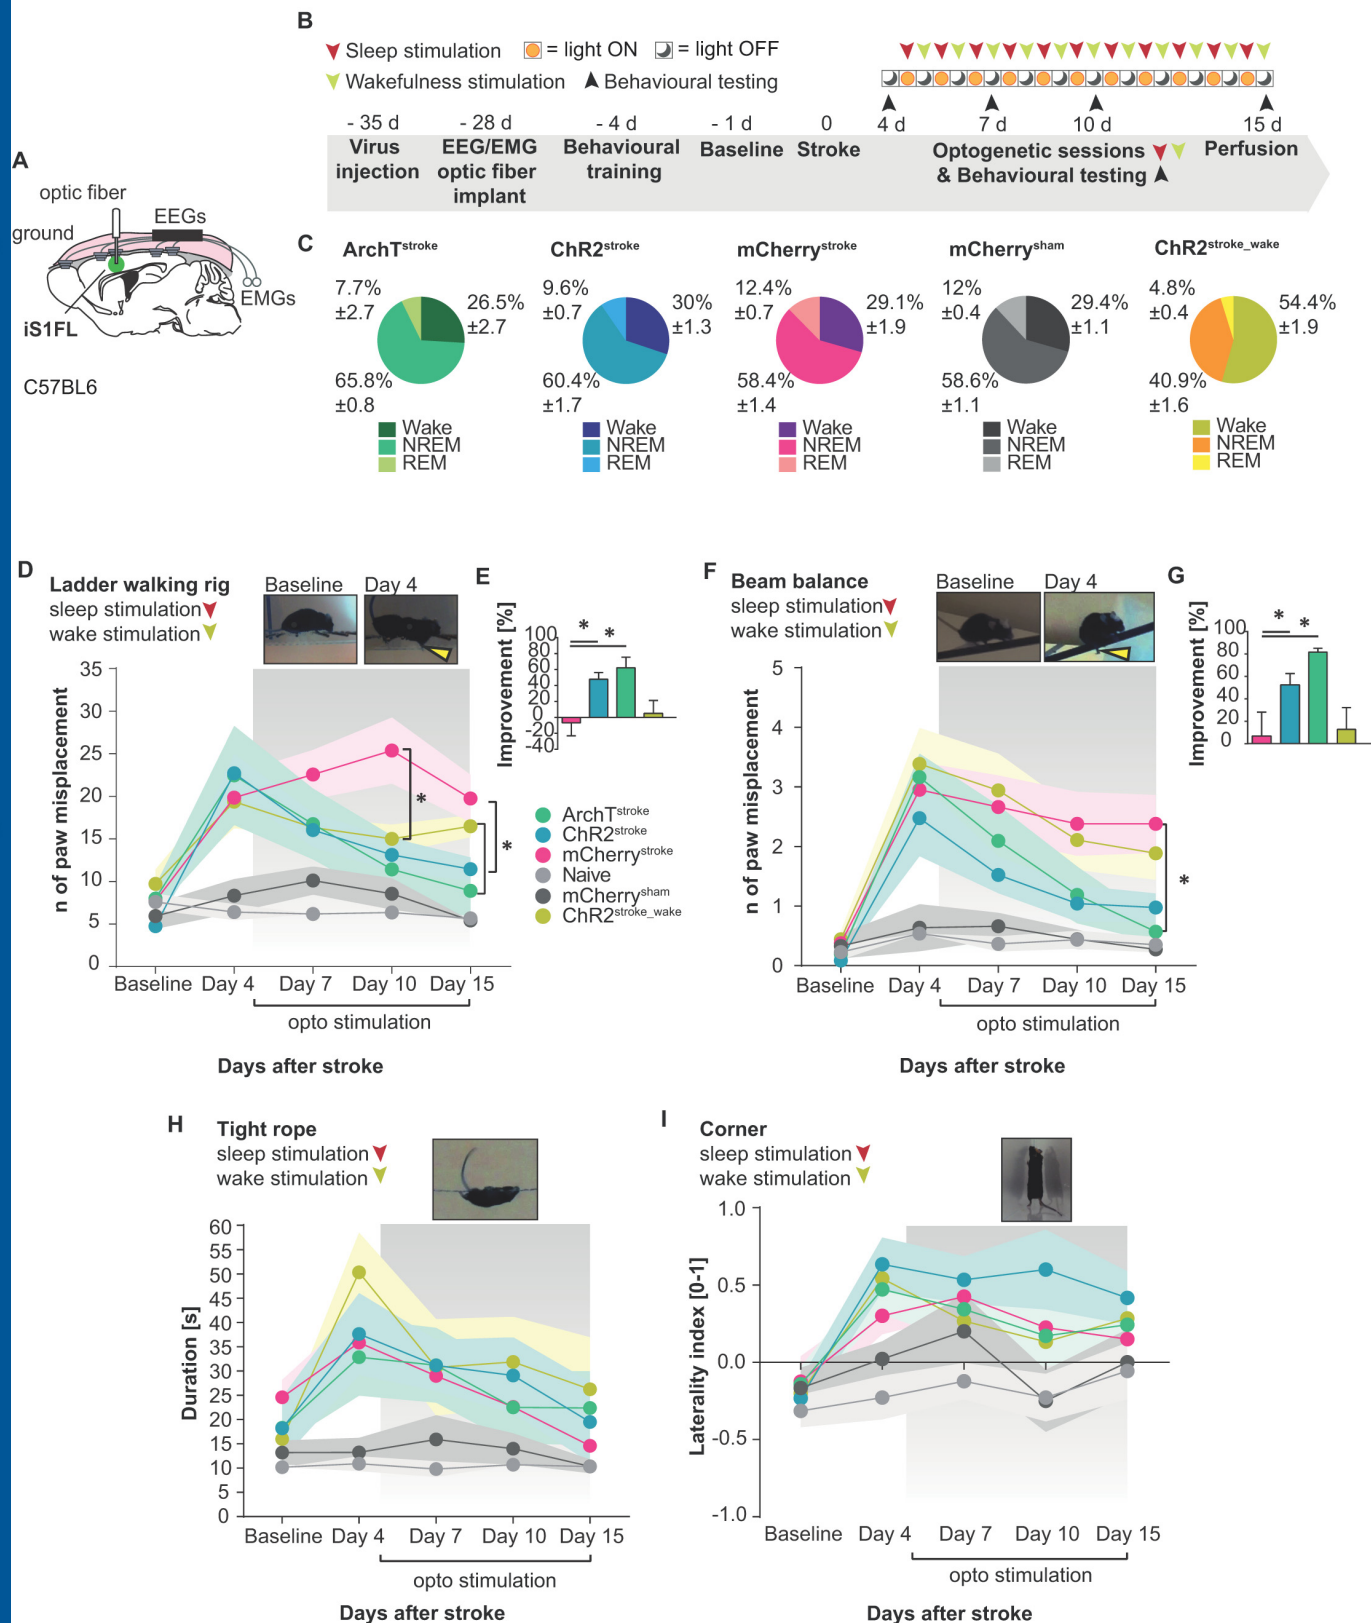 B
Sleep stimulation = light ON = light OFF
Wakefulness stimulation Behavioural testing
- 35 d - 28 d - 4 d - 1 d 0 4 d 7 d 10 d 15 d
Virus injection
EEG/EMG optic fiber implant
Behavioural training
Baseline
Stroke
Optogenetic sessions & Behavioural testing
Perfusion
A
optic fiber
EEGs
ground
EMGs
iS1FL
C57BL6
C
ArchTstroke
7.7% ±2.7
26.5% ±2.7
65.8% ±0.8
Wake
NREM
REM
ChR2stroke
9.6% ±0.7
30% ±1.3
60.4% ±1.7
Wake
NREM
REM
mCherrystroke
12.4% ±0.7
29.1% ±1.9
58.4% ±1.4
Wake
NREM
REM
mCherrysham
12% ±0.4
29.4% ±1.1
58.6% ±1.1
Wake
NREM
REM
ChR2stroke_wake
4.8% ±0.4
54.4% ±1.9
40.9% ±1.6
Wake
NREM
REM
D
Ladder walking rig
sleep stimulation
wake stimulation
Baseline Day 4
n of paw misplacement
35
30
25
20
15
10
5
0
*
*
Baseline Day 4 Day 7 Day 10 Day 15
opto stimulation
Days after stroke
E
Improvement [%]
100
80
60
40
20
0
-20
-40
* *
ArchTstroke
ChR2stroke
mCherrystroke
Naive
mCherrysham
ChR2stroke_wake
F
Beam balance
sleep stimulation
wake stimulation
Baseline Day 4
n of paw misplacement
5
4
3
2
1
0
*
Baseline Day 4 Day 7 Day 10 Day 15
opto stimulation
Days after stroke
G
Improvement [%]
100
80
60
40
20
0
* *
H
Tight rope
sleep stimulation
wake stimulation
Duration [s]
60
55
50
45
40
35
30
25
20
15
10
5
0
Baseline Day 4 Day 7 Day 10 Day 15
opto stimulation
Days after stroke
I
Corner
sleep stimulation
wake stimulation
Laterality index [0-1]
1.0
0.5
0.0
-0.5
-1.0
Baseline Day 4 Day 7 Day 10 Day 15
opto stimulation
Days after stroke